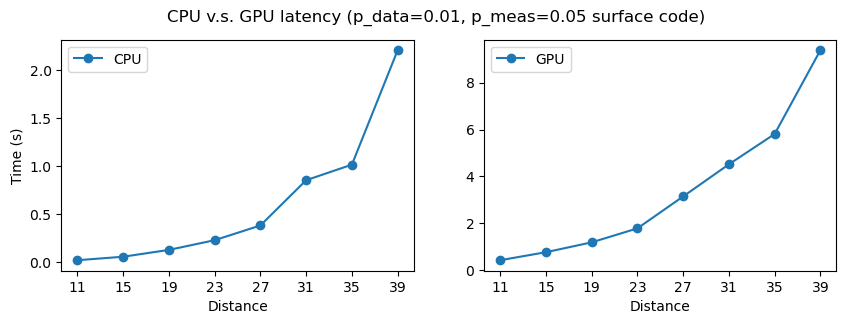 CPU v.s. GPU latency (p_data=0.01, p_meas=0.05 surface code)
CPU
Time (s)
2.0
1.5
1.0
0.5
0.0
11 15 19 23 27 31 35 39
Distance
GPU
8
6
4
2
0
11 15 19 23 27 31 35 39
Distance